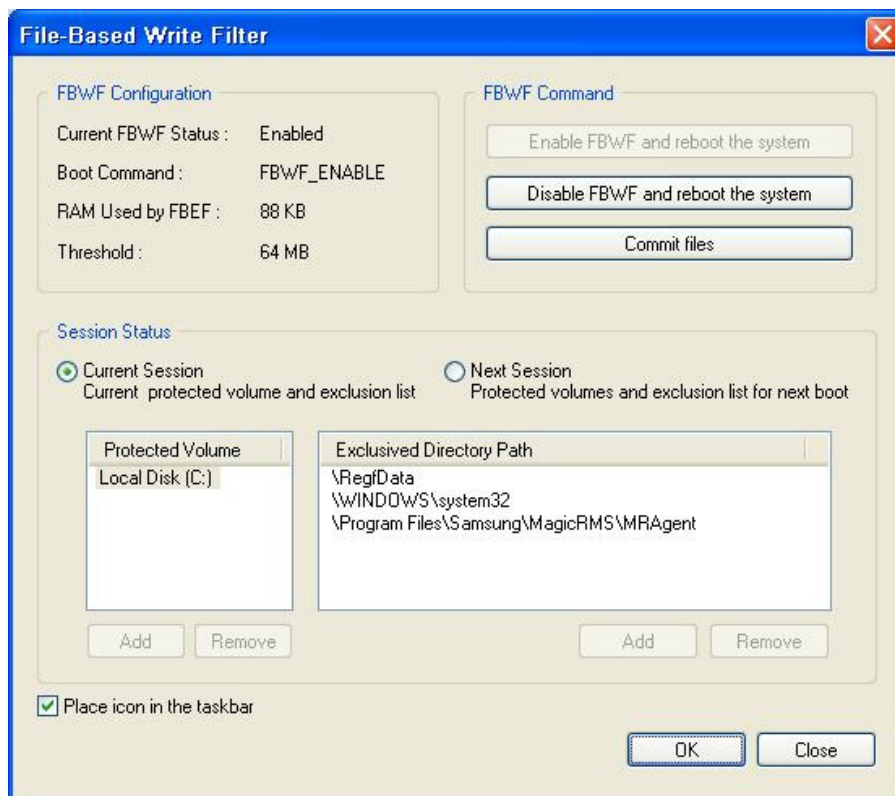 File-Based Write Filter
FBWF Configuration
Current FBWF Status : Enabled
Boot Command : FBWF_ENABLE
RAM Used by FBEF : 88 KB
Threshold : 64 MB
FBWF Command
Enable FBWF and reboot the system
Disable FBWF and reboot the system
Commit files
Session Status
Current Session
Current protected volume and exclusion list
Next Session
Protected volumes and exclusion list for next boot
Protected Volume
Local Disk (C:)
Exclusived Directory Path
\RegfData
\WINDOWS\system32
\Program Files\Samsung\MagicRMS\MRAgent
Add Remove
Add Remove
Place icon in the taskbar
OK Close